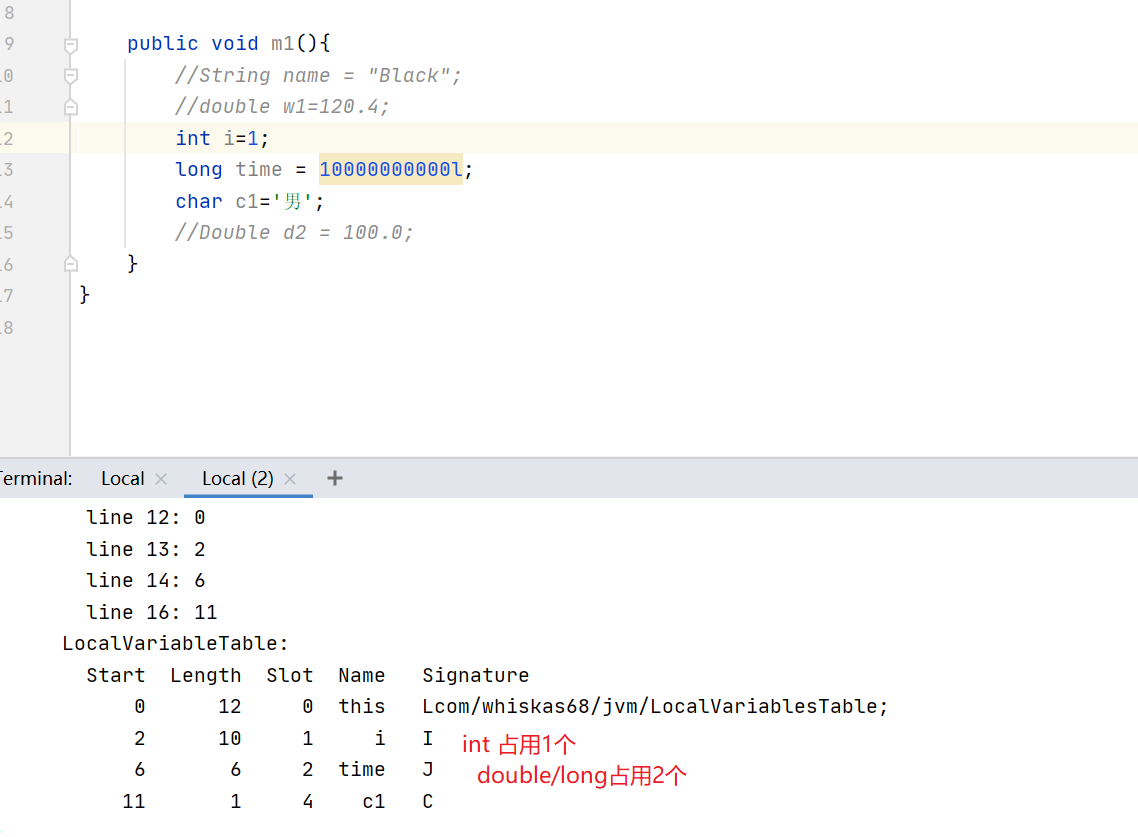 8
9 public void m1(){
10 //String name = "Black";
11 //double w1=120.4;
12 int i=1;
13 long time = 10000000000l;
14 char c1='男';
15 //Double d2 = 100.0;
16 }
17 }
18
Terminal: Local × Local (2) × +
line 12: 0
line 13: 2
line 14: 6
line 16: 11
LocalVariableTable:
Start Length Slot Name Signature
0 12 0 this Lcom/whiskas68/jvm/LocalVariablesTable;
2 10 1 i I int 占用1个
6 6 2 time J double/long占用2个
11 1 4 c1 C